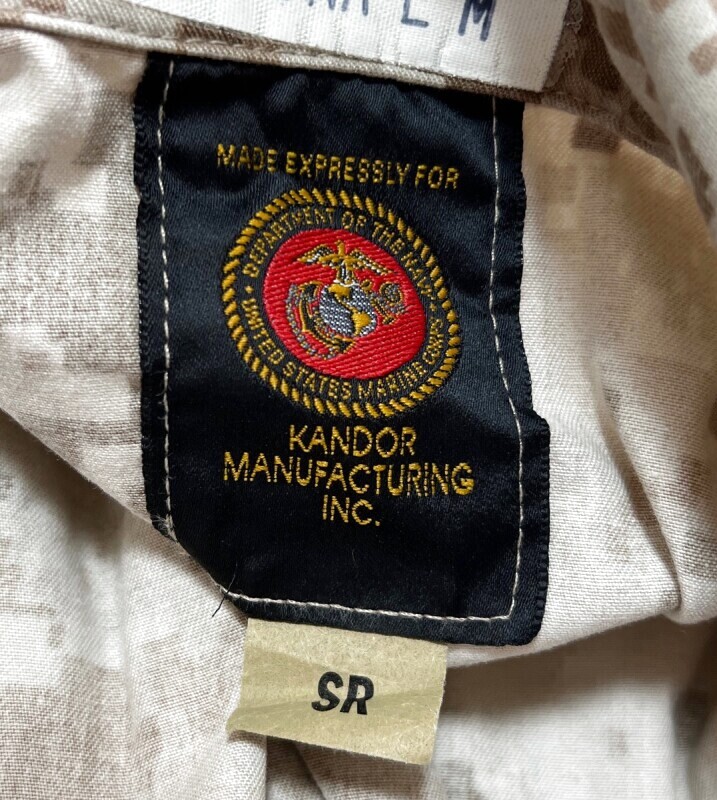 L M
MADE EXPRESSLY FOR
DEPARTMENT OF THE NAVY
UNITED STATES MARINE CORPS
KANDOR
MANUFACTURING
INC.
SR